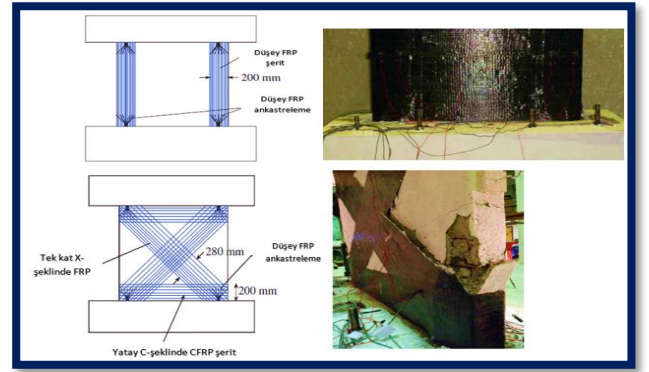 Düşey FRP
şerit
200 mm
Düşey FRP
ankastreleme
Tek kat X-
şeklinde FRP
280 mm
Düşey FRP
ankastreleme
200 mm
Yatay C-şeklinde CFRP şerit